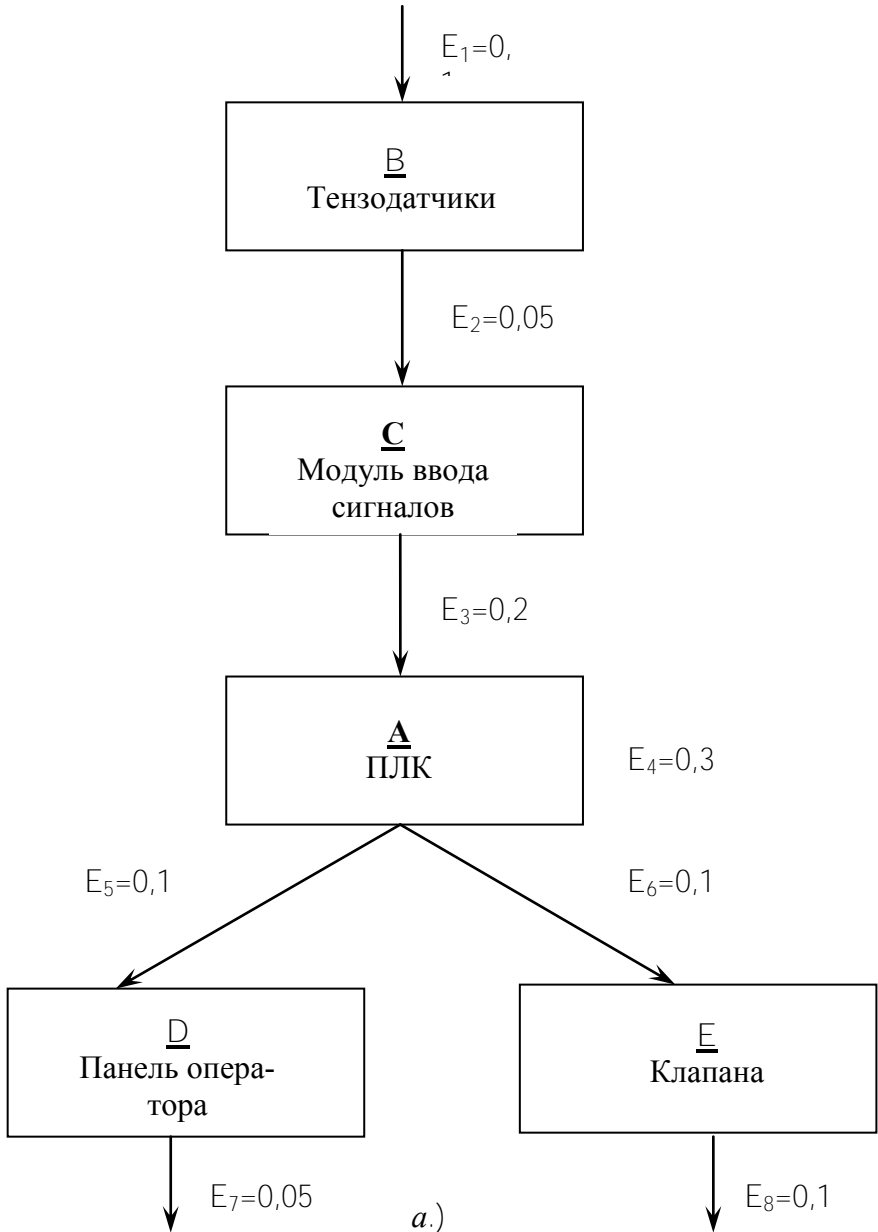 E₁=0,
B
Тензодатчики
E₂=0,05
C
Модуль ввода
сигналов
E₃=0,2
A
ПЛК
E₄=0,3
E₅=0,1
E₆=0,1
D
Панель опера-
тора
E
Клапана
E₇=0,05
а.)
E₈=0,1